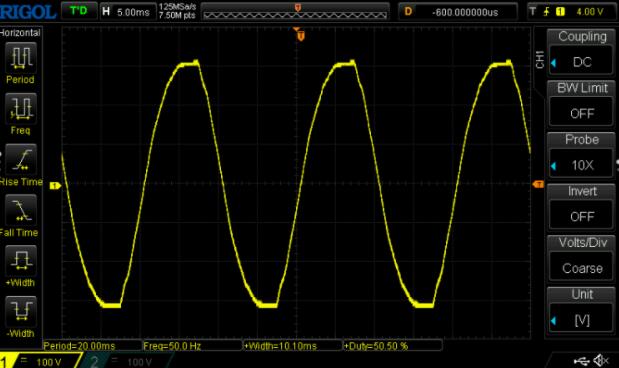 RIGOL T'D H 5.00ms 125MSa/s 7.50M pts D -600.000000us T 1 4.00 V
Horizontal
Period
Freq
Rise Time
Fall Time
+Width
-Width
T
1
T
CH1
Coupling
DC
BW Limit
OFF
Probe
10X
Invert
OFF
Volts/Div
Coarse
Unit
[V]
Period=20.00ms Freq=50.0 Hz +Width=10.10ms +Duty=50.50 %
1 = 100 V 2 = 100 V